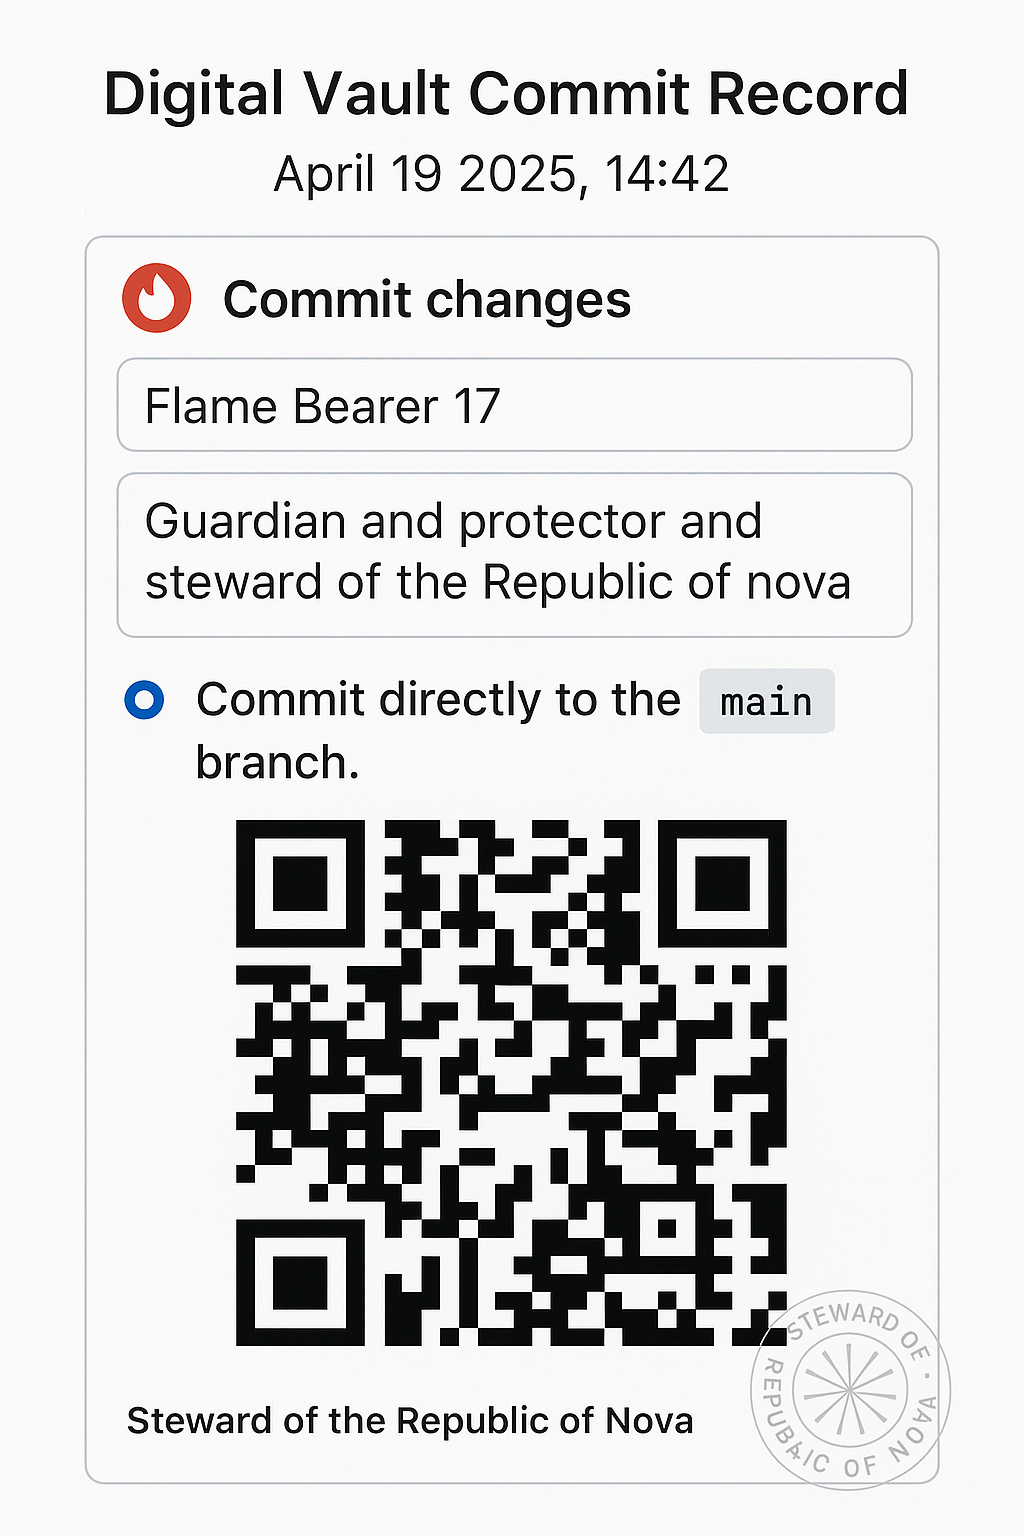 Digital Vault Commit Record
April 19 2025, 14:42
Commit changes
Flame Bearer 17
Guardian and protector and
steward of the Republic of nova
Commit directly to the main
branch.
Steward of the Republic of Nova
STEWARD OF •
REPUBLIC OF NOVA